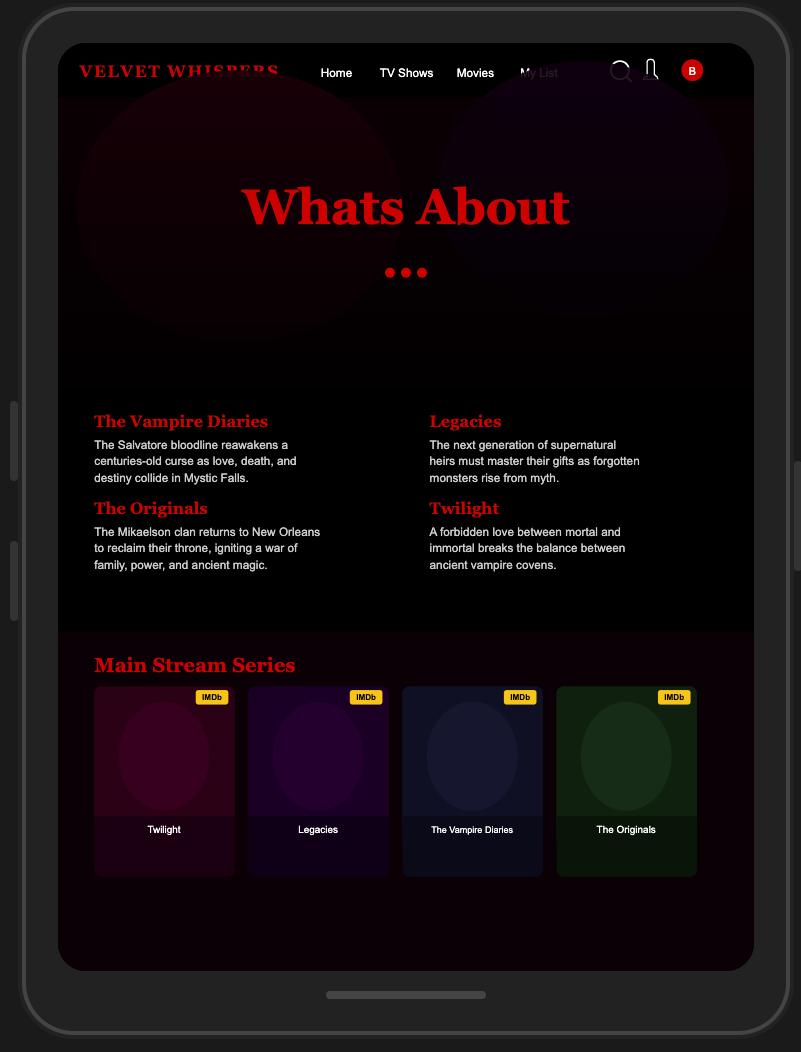 VELVET WHISPERS
Home TV Shows Movies My List B
Whats About
The Vampire Diaries
The Salvatore bloodline reawakens a
centuries-old curse as love, death, and
destiny collide in Mystic Falls.
Legacies
The next generation of supernatural
heirs must master their gifts as forgotten
monsters rise from myth.
The Originals
The Mikaelson clan returns to New Orleans
to reclaim their throne, igniting a war of
family, power, and ancient magic.
Twilight
A forbidden love between mortal and
immortal breaks the balance between
ancient vampire covens.
Main Stream Series
IMDb IMDb IMDb IMDb
Twilight Legacies The Vampire Diaries The Originals